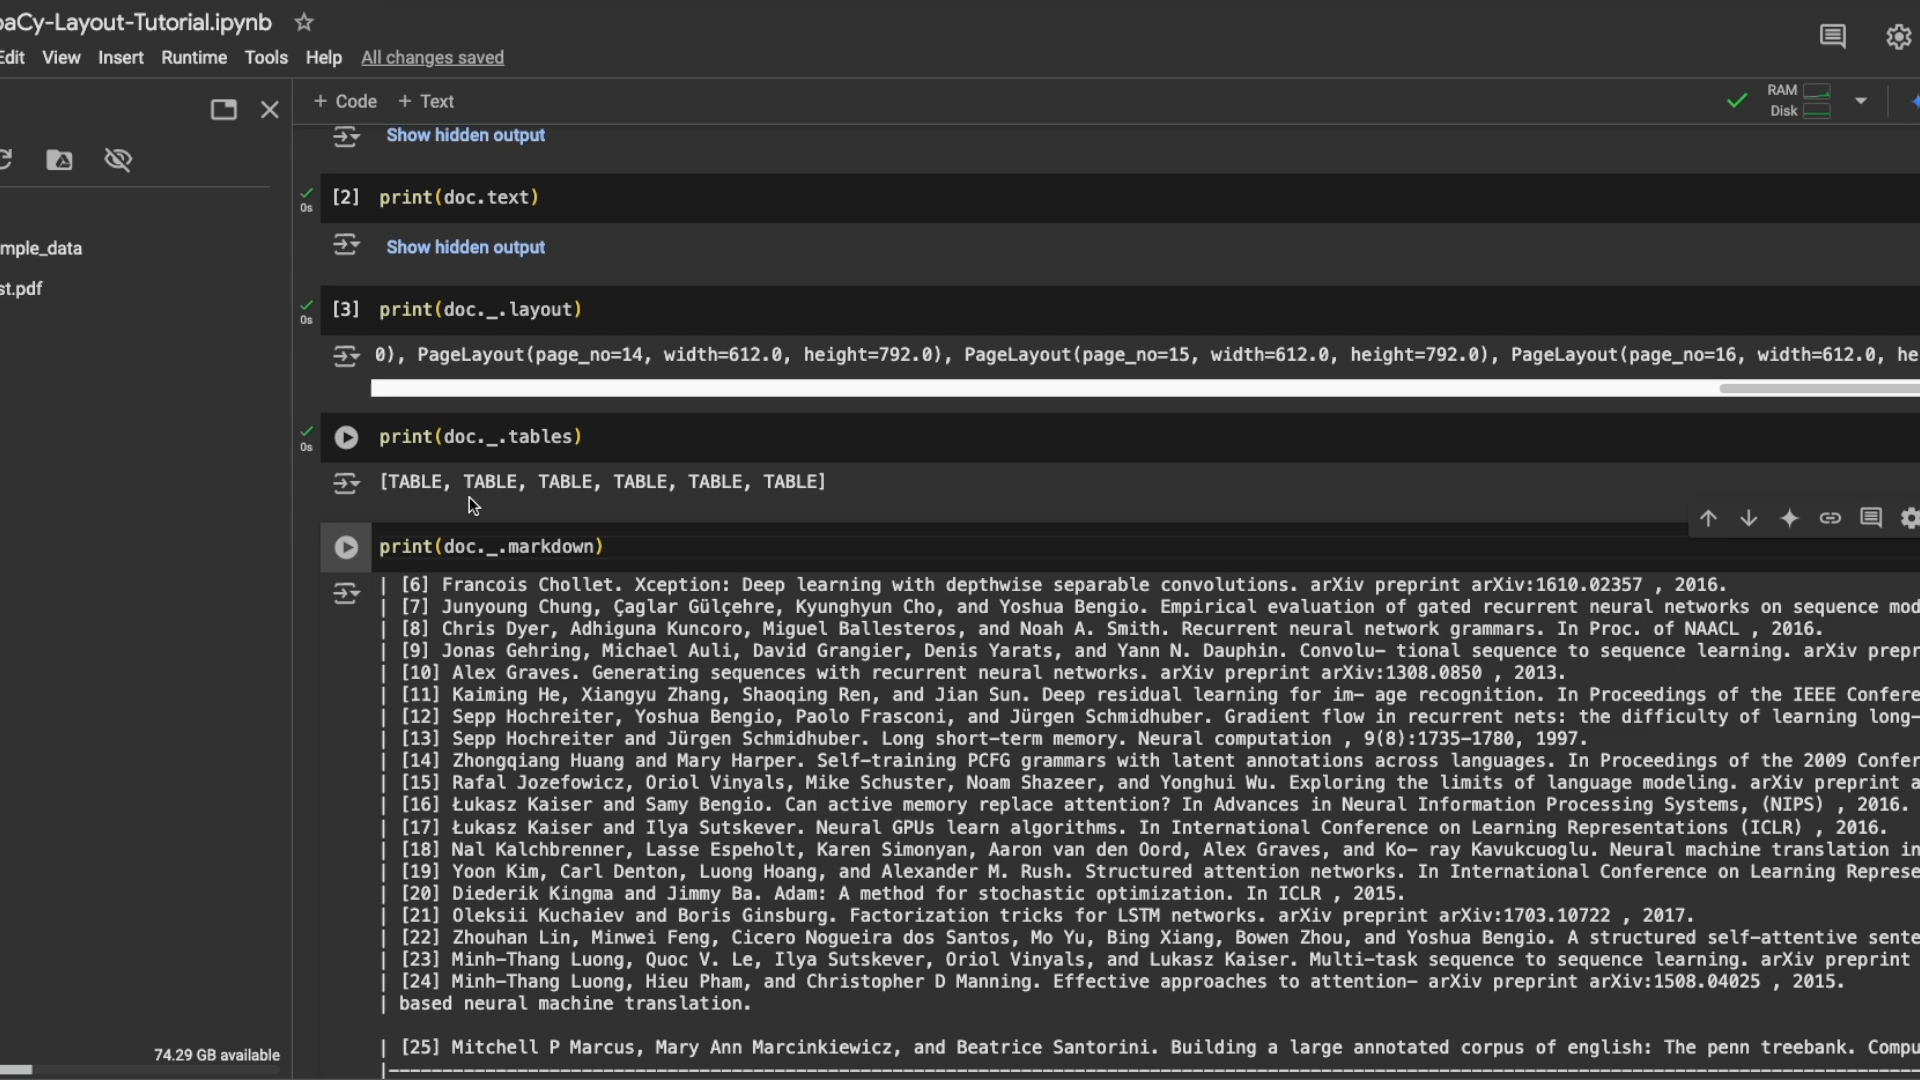 paCy-Layout-Tutorial.ipynb
Edit View Insert Runtime Tools Help All changes saved
+ Code + Text
RAM
Disk
Show hidden output
[2] print(doc.text)
0s
Show hidden output
mple_data
st.pdf
[3] print(doc._.layout)
0s
0), PageLayout(page_no=14, width=612.0, height=792.0), PageLayout(page_no=15, width=612.0, height=792.0), PageLayout(page_no=16, width=612.0, he
print(doc._.tables)
0s
[TABLE, TABLE, TABLE, TABLE, TABLE, TABLE]
print(doc._.markdown)
| [6] Francois Chollet. Xception: Deep learning with depthwise separable convolutions. arXiv preprint arXiv:1610.02357 , 2016.
| [7] Junyoung Chung, Çaglar Gülçehre, Kyunghyun Cho, and Yoshua Bengio. Empirical evaluation of gated recurrent neural networks on sequence mod
| [8] Chris Dyer, Adhiguna Kuncoro, Miguel Ballesteros, and Noah A. Smith. Recurrent neural network grammars. In Proc. of NAACL , 2016.
| [9] Jonas Gehring, Michael Auli, David Grangier, Denis Yarats, and Yann N. Dauphin. Convolu- tional sequence to sequence learning. arXiv prepr
| [10] Alex Graves. Generating sequences with recurrent neural networks. arXiv preprint arXiv:1308.0850 , 2013.
| [11] Kaiming He, Xiangyu Zhang, Shaoqing Ren, and Jian Sun. Deep residual learning for im- age recognition. In Proceedings of the IEEE Confere
| [12] Sepp Hochreiter, Yoshua Bengio, Paolo Frasconi, and Jürgen Schmidhuber. Gradient flow in recurrent nets: the difficulty of learning long-
| [13] Sepp Hochreiter and Jürgen Schmidhuber. Long short-term memory. Neural computation , 9(8):1735–1780, 1997.
| [14] Zhongqiang Huang and Mary Harper. Self-training PCFG grammars with latent annotations across languages. In Proceedings of the 2009 Confer
| [15] Rafal Jozefowicz, Oriol Vinyals, Mike Schuster, Noam Shazeer, and Yonghui Wu. Exploring the limits of language modeling. arXiv preprint a
| [16] Łukasz Kaiser and Samy Bengio. Can active memory replace attention? In Advances in Neural Information Processing Systems, (NIPS) , 2016.
| [17] Łukasz Kaiser and Ilya Sutskever. Neural GPUs learn algorithms. In International Conference on Learning Representations (ICLR) , 2016.
| [18] Nal Kalchbrenner, Lasse Espeholt, Karen Simonyan, Aaron van den Oord, Alex Graves, and Ko- ray Kavukcuoglu. Neural machine translation in
| [19] Yoon Kim, Carl Denton, Luong Hoang, and Alexander M. Rush. Structured attention networks. In International Conference on Learning Represe
| [20] Diederik Kingma and Jimmy Ba. Adam: A method for stochastic optimization. In ICLR , 2015.
| [21] Oleksii Kuchaiev and Boris Ginsburg. Factorization tricks for LSTM networks. arXiv preprint arXiv:1703.10722 , 2017.
| [22] Zhouhan Lin, Minwei Feng, Cicero Nogueira dos Santos, Mo Yu, Bing Xiang, Bowen Zhou, and Yoshua Bengio. A structured self-attentive sente
| [23] Minh-Thang Luong, Quoc V. Le, Ilya Sutskever, Oriol Vinyals, and Lukasz Kaiser. Multi-task sequence to sequence learning. arXiv preprint
| [24] Minh-Thang Luong, Hieu Pham, and Christopher D Manning. Effective approaches to attention- arXiv preprint arXiv:1508.04025 , 2015.
| based neural machine translation.
| [25] Mitchell P Marcus, Mary Ann Marcinkiewicz, and Beatrice Santorini. Building a large annotated corpus of english: The penn treebank. Compu
74.29 GB available